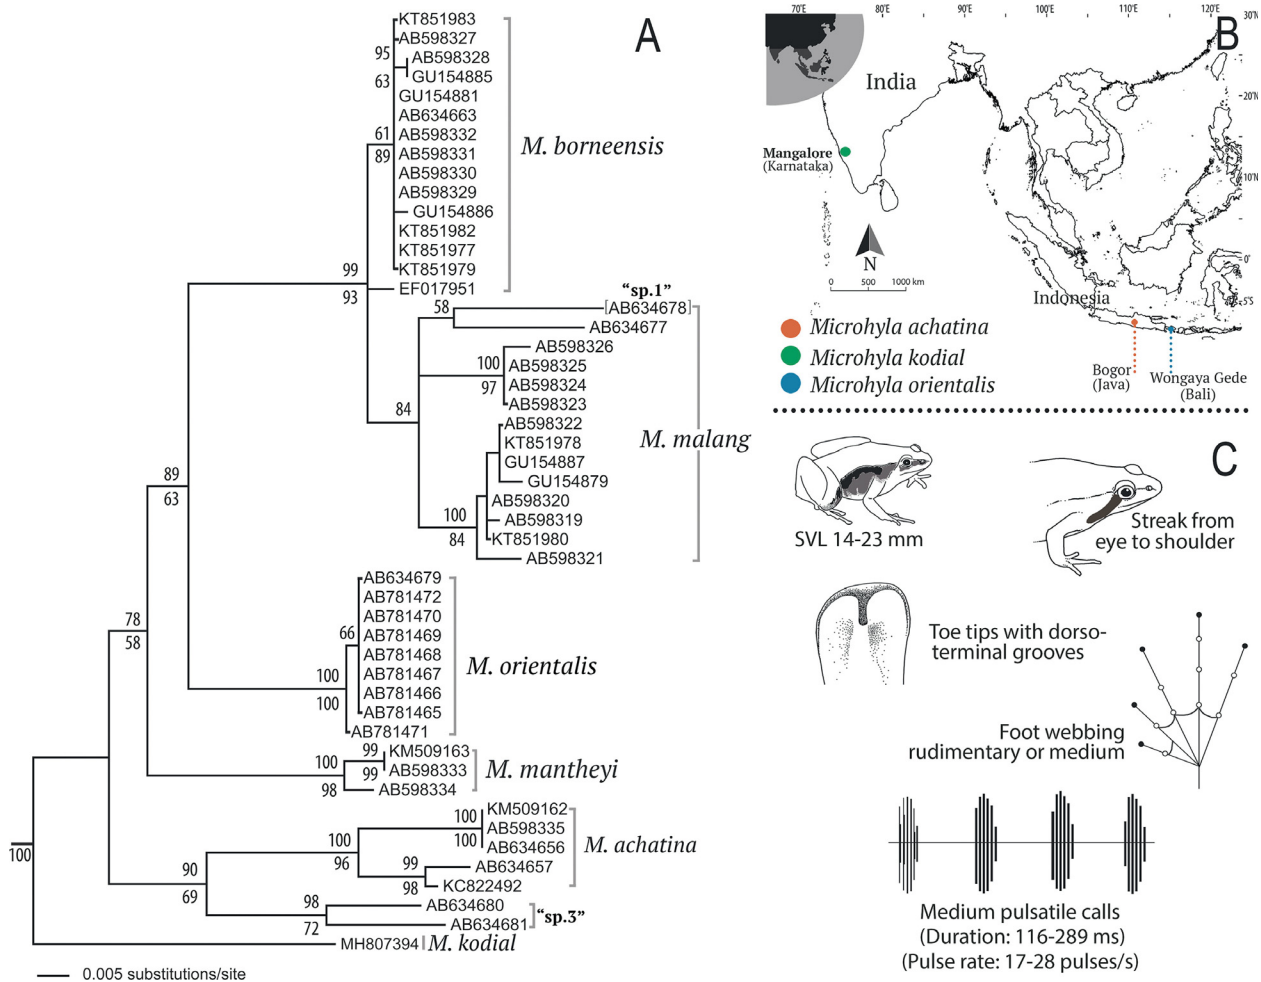 A
KT851983
AB598327
95
AB598328
63
GU154885
GU154881
AB634663
61
AB598332
89
AB598331
AB598330
AB598329
GU154886
KT851982
KT851977
KT851979
EF017951
M. borneensis
99
93
"sp.1"
58
[AB634678]
AB634677
AB598326
100
AB598325
97
AB598324
AB598323
84
AB598322
KT851978
GU154887
GU154879
AB598320
100
AB598319
84
KT851980
AB598321
M. malang
89
63
AB634679
AB781472
AB781470
66
AB781469
AB781468
100
AB781467
100
AB781466
AB781465
AB781471
M. orientalis
78
58
99
KM509163
100
99
AB598333
98
AB598334
M. mantheyi
KM509162
100
AB598335
100
AB634656
100
96
99
AB634657
98
KC822492
M. achatina
90
69
98
AB634680
72
AB634681
"sp.3"
100
MH807394
M. kodial
0.005 substitutions/site
B
70˚E
80˚E
90˚E
100˚E
110˚E
120˚E
30˚N
20˚N
10˚N
0˚
5˚S
India
Mangalore
(Karnataka)
N
0 500 1000 km
Indonesia
Microhyla achatina
Microhyla kodial
Microhyla orientalis
Bogor
(Java)
Wongaya Gede
(Bali)
C
SVL 14-23 mm
Streak from
eye to shoulder
Toe tips with dorso-
terminal grooves
Foot webbing
rudimentary or medium
Medium pulsatile calls
(Duration: 116-289 ms)
(Pulse rate: 17-28 pulses/s)